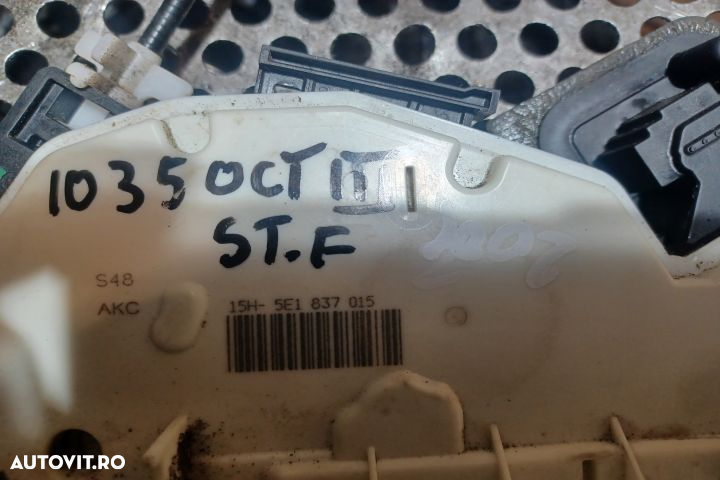 1035 OCT III
ST.F
S48
AKC
15H- 5E1 837 015
AUTOVIT.RO